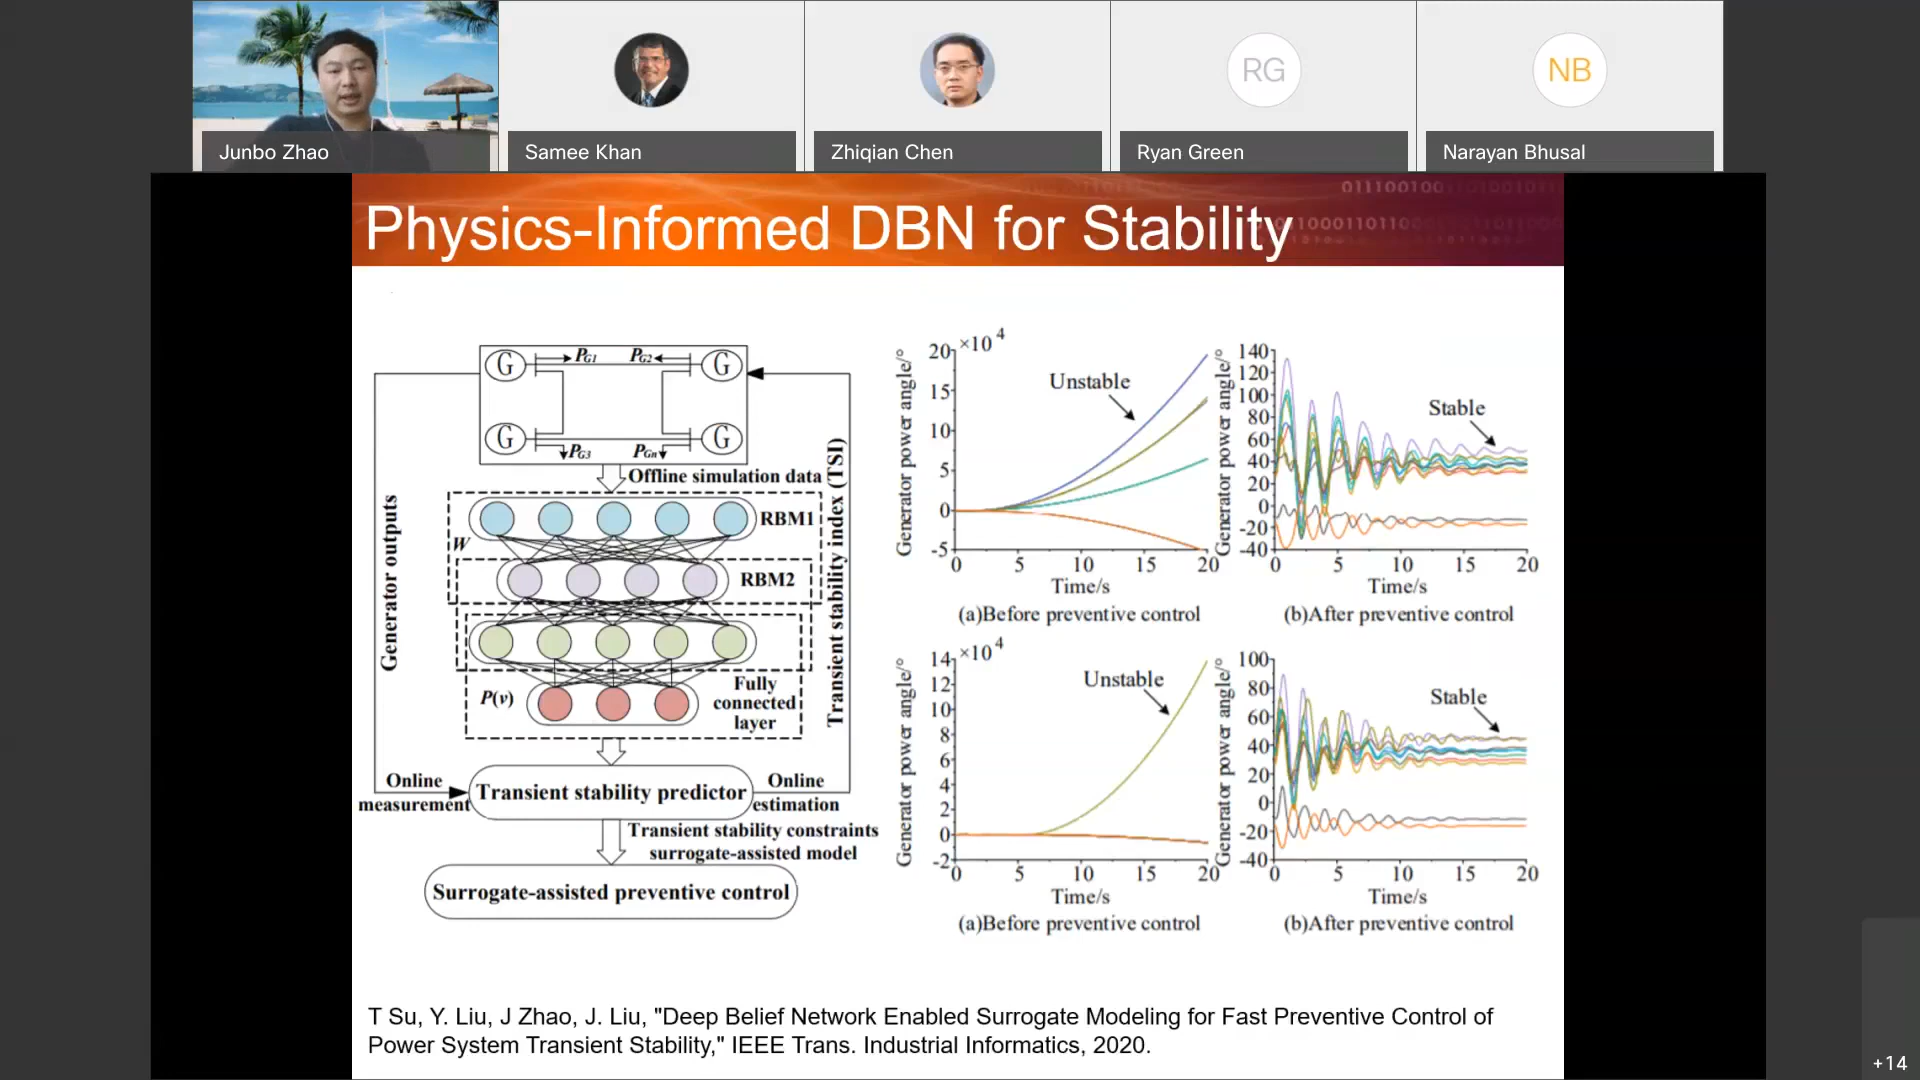 RG
NB
Junbo Zhao
Samee Khan
Zhiqian Chen
Ryan Green
Narayan Bhusal
Physics-Informed DBN for Stability
G
PG1
PG2
G
G
PG3
PGn
G
Offline simulation data
Generator outputs
Transient stability index (TSI)
RBM1
W
RBM2
P(v)
Fully
connected
layer
Online
measurement
Transient stability predictor
Online
estimation
Transient stability constraints
surrogate-assisted model
Surrogate-assisted preventive control
×10 4
20
15
10
5
0
-5
Generator power angle/°
Unstable
0 5 10 15 20
Time/s
(a)Before preventive control
140
120
100
80
60
40
20
0
-20
-40
Generator power angle/°
Stable
0 5 10 15 20
Time/s
(b)After preventive control
×10 4
14
12
10
8
6
4
2
0
-2
Generator power angle/°
Unstable
0 5 10 15 20
Time/s
(a)Before preventive control
100
80
60
40
20
0
-20
-40
Generator power angle/°
Stable
0 5 10 15 20
Time/s
(b)After preventive control
T Su, Y. Liu, J Zhao, J. Liu, "Deep Belief Network Enabled Surrogate Modeling for Fast Preventive Control of
Power System Transient Stability," IEEE Trans. Industrial Informatics, 2020.
+14